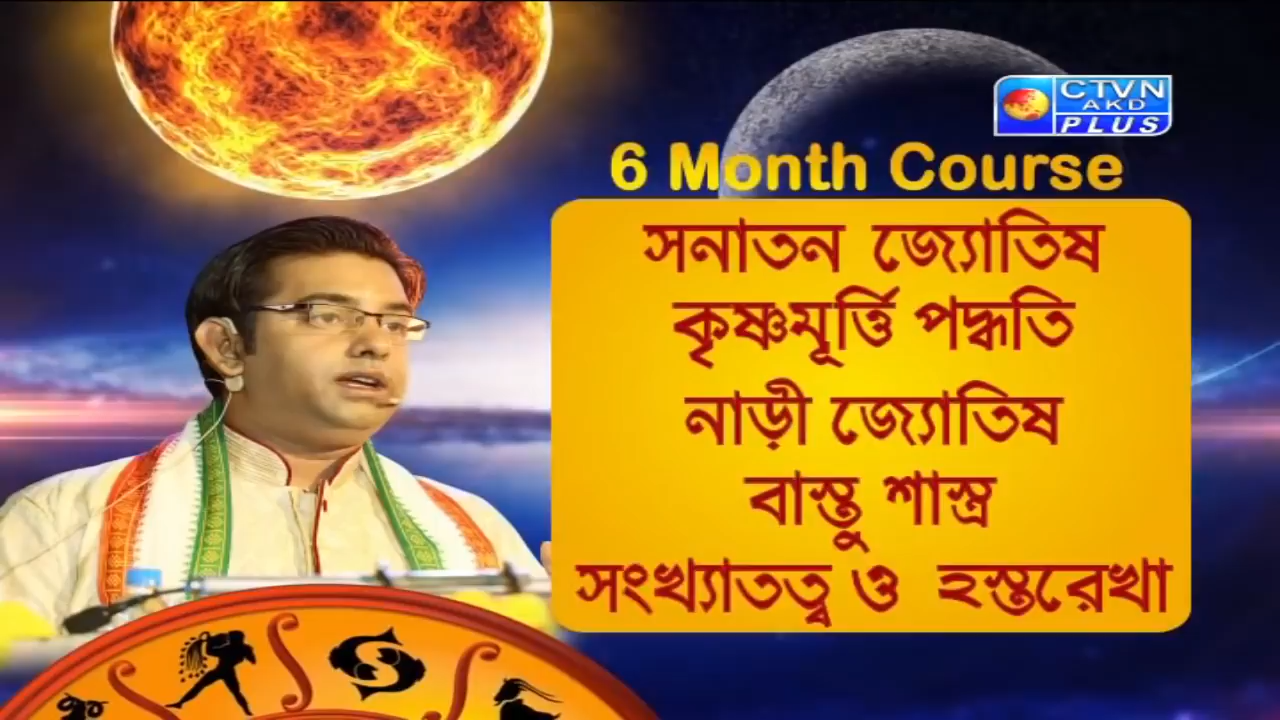 CTVN
AKD
PLUS
6 Month Course
সনাতন জ্যোতিষ
কৃষ্ণমূর্ত্তি পদ্ধতি
নাড়ী জ্যোতিষ
বাস্তু শাস্ত্র
সংখ্যাতত্ব ও হস্তরেখা